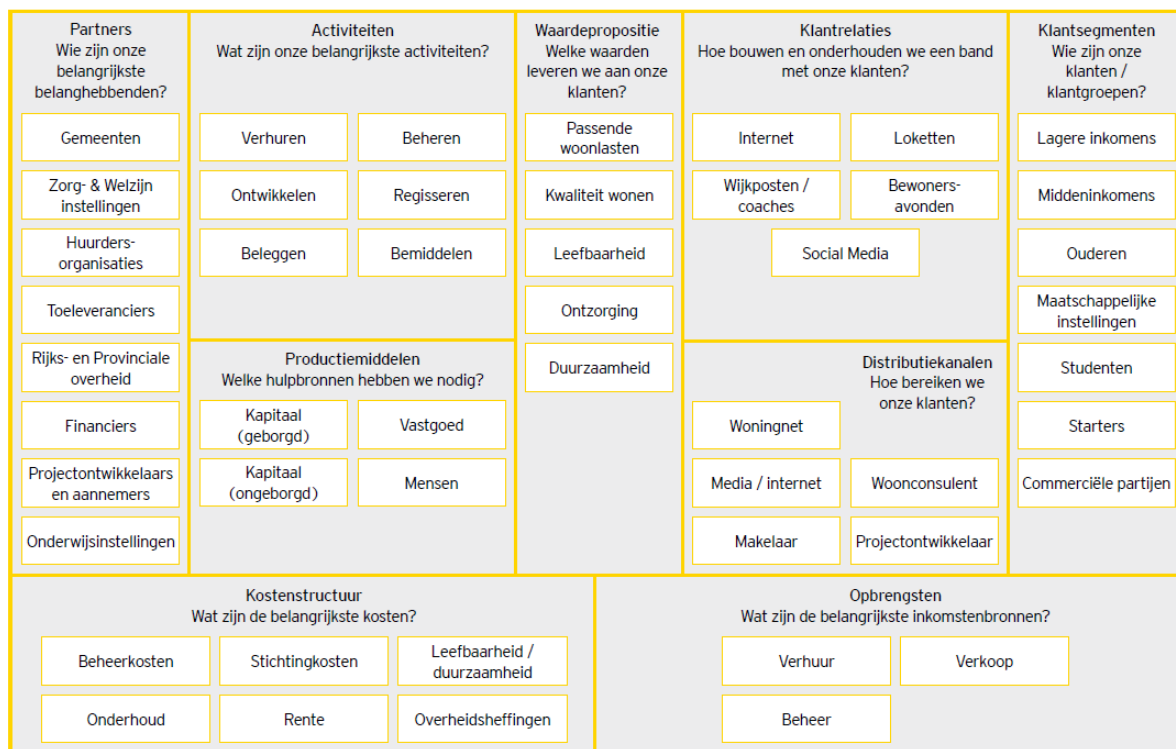 Partners
Wie zijn onze
belangrijkste
belanghebbenden?
Gemeenten
Zorg- & Welzijn
instellingen
Huurders-
organisaties
Toeleveranciers
Rijks- en Provinciale
overheid
Financiers
Projectontwikkelaars
en aannemers
Onderwijsinstellingen
Activiteiten
Wat zijn onze belangrijkste activiteiten?
Verhuren
Beheren
Ontwikkelen
Regisseren
Beleggen
Bemiddelen
Productiemiddelen
Welke hulpbronnen hebben we nodig?
Kapitaal
(geborgd)
Vastgoed
Kapitaal
(ongeborgd)
Mensen
Waardepropositie
Welke waarden
leveren we aan onze
klanten?
Passende
woonlasten
Kwaliteit wonen
Leefbaarheid
Ontzorging
Duurzaamheid
Klantrelaties
Hoe bouwen en onderhouden we een band
met onze klanten?
Internet
Loketten
Wijkposten /
coaches
Bewoners-
avonden
Social Media
Distributiekanalen
Hoe bereiken we
onze klanten?
Woningnet
Media / internet
Woonconsulent
Makelaar
Projectontwikkelaar
Klantsegmenten
Wie zijn onze
klanten /
klantgroepen?
Lagere inkomens
Middeninkomens
Ouderen
Maatschappelijke
instellingen
Studenten
Starters
Commerciële partijen
Kostenstructuur
Wat zijn de belangrijkste kosten?
Beheerkosten
Stichtingkosten
Leefbaarheid /
duurzaamheid
Onderhoud
Rente
Overheidsheffingen
Opbrengsten
Wat zijn de belangrijkste inkomstenbronnen?
Verhuur
Verkoop
Beheer